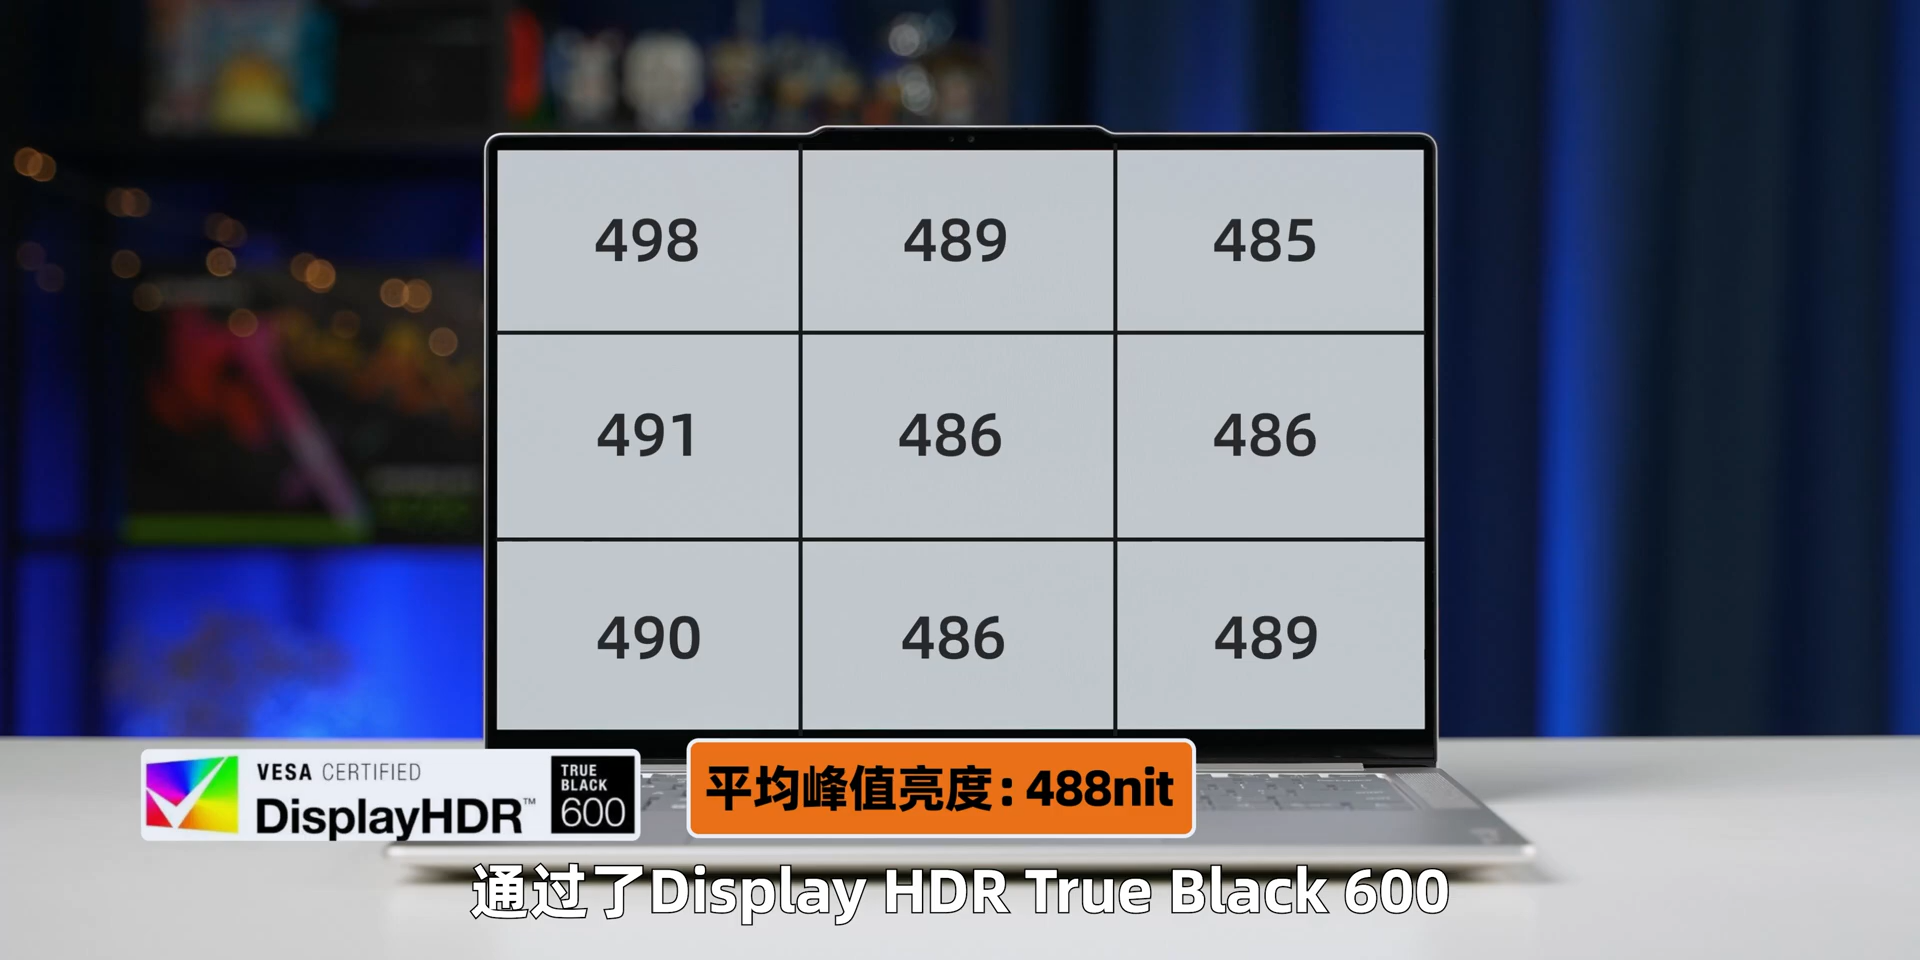 498 489 485
491 486 486
490 486 489
VESA CERTIFIED
DisplayHDR™
TRUE
BLACK
600
平均峰值亮度：488nit
通过了Display HDR True Black 600